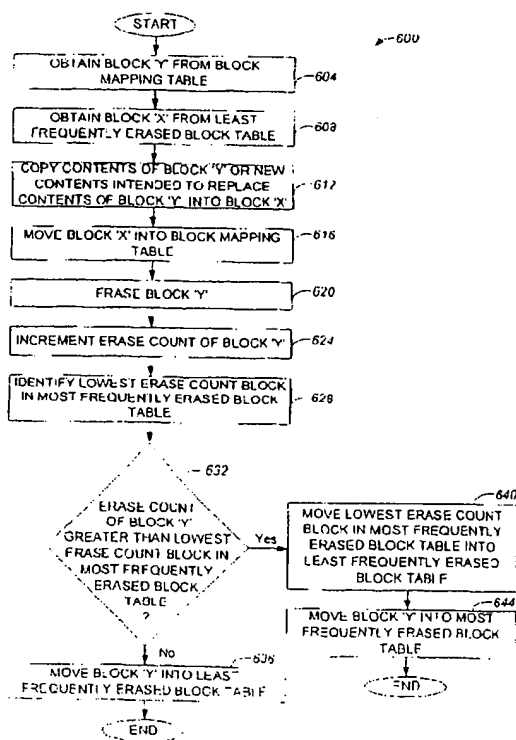 START
600
OBTAIN BLOCK 'Y' FROM BLOCK
MAPPING TABLE
604
OBTAIN BLOCK 'X' FROM LEAST
FREQUENTLY ERASED BLOCK TABLE
608
COPY CONTENTS OF BLOCK 'Y' OR NEW
CONTENTS INTENDED TO REPLACE
CONTENTS OF BLOCK 'Y' INTO BLOCK 'X'
612
MOVE BLOCK 'X' INTO BLOCK MAPPING
TABLE
616
ERASE BLOCK 'Y'
620
INCREMENT ERASE COUNT OF BLOCK 'Y'
624
IDENTIFY LOWEST ERASE COUNT BLOCK
IN MOST FREQUENTLY ERASED BLOCK
TABLE
628
632
ERASE COUNT
OF BLOCK 'Y'
GREATER THAN LOWEST
ERASE COUNT BLOCK IN
MOST FREQUENTLY
ERASED BLOCK
TABLE
?
Yes
640
MOVE LOWEST ERASE COUNT
BLOCK IN MOST FREQUENTLY
ERASED BLOCK TABLE INTO
LEAST FREQUENTLY ERASED
BLOCK TABLE
644
MOVE BLOCK 'Y' INTO MOST
FREQUENTLY ERASED BLOCK
TABLE
END
No
636
MOVE BLOCK 'Y' INTO LEAST
FREQUENTLY ERASED BLOCK TABLE
END